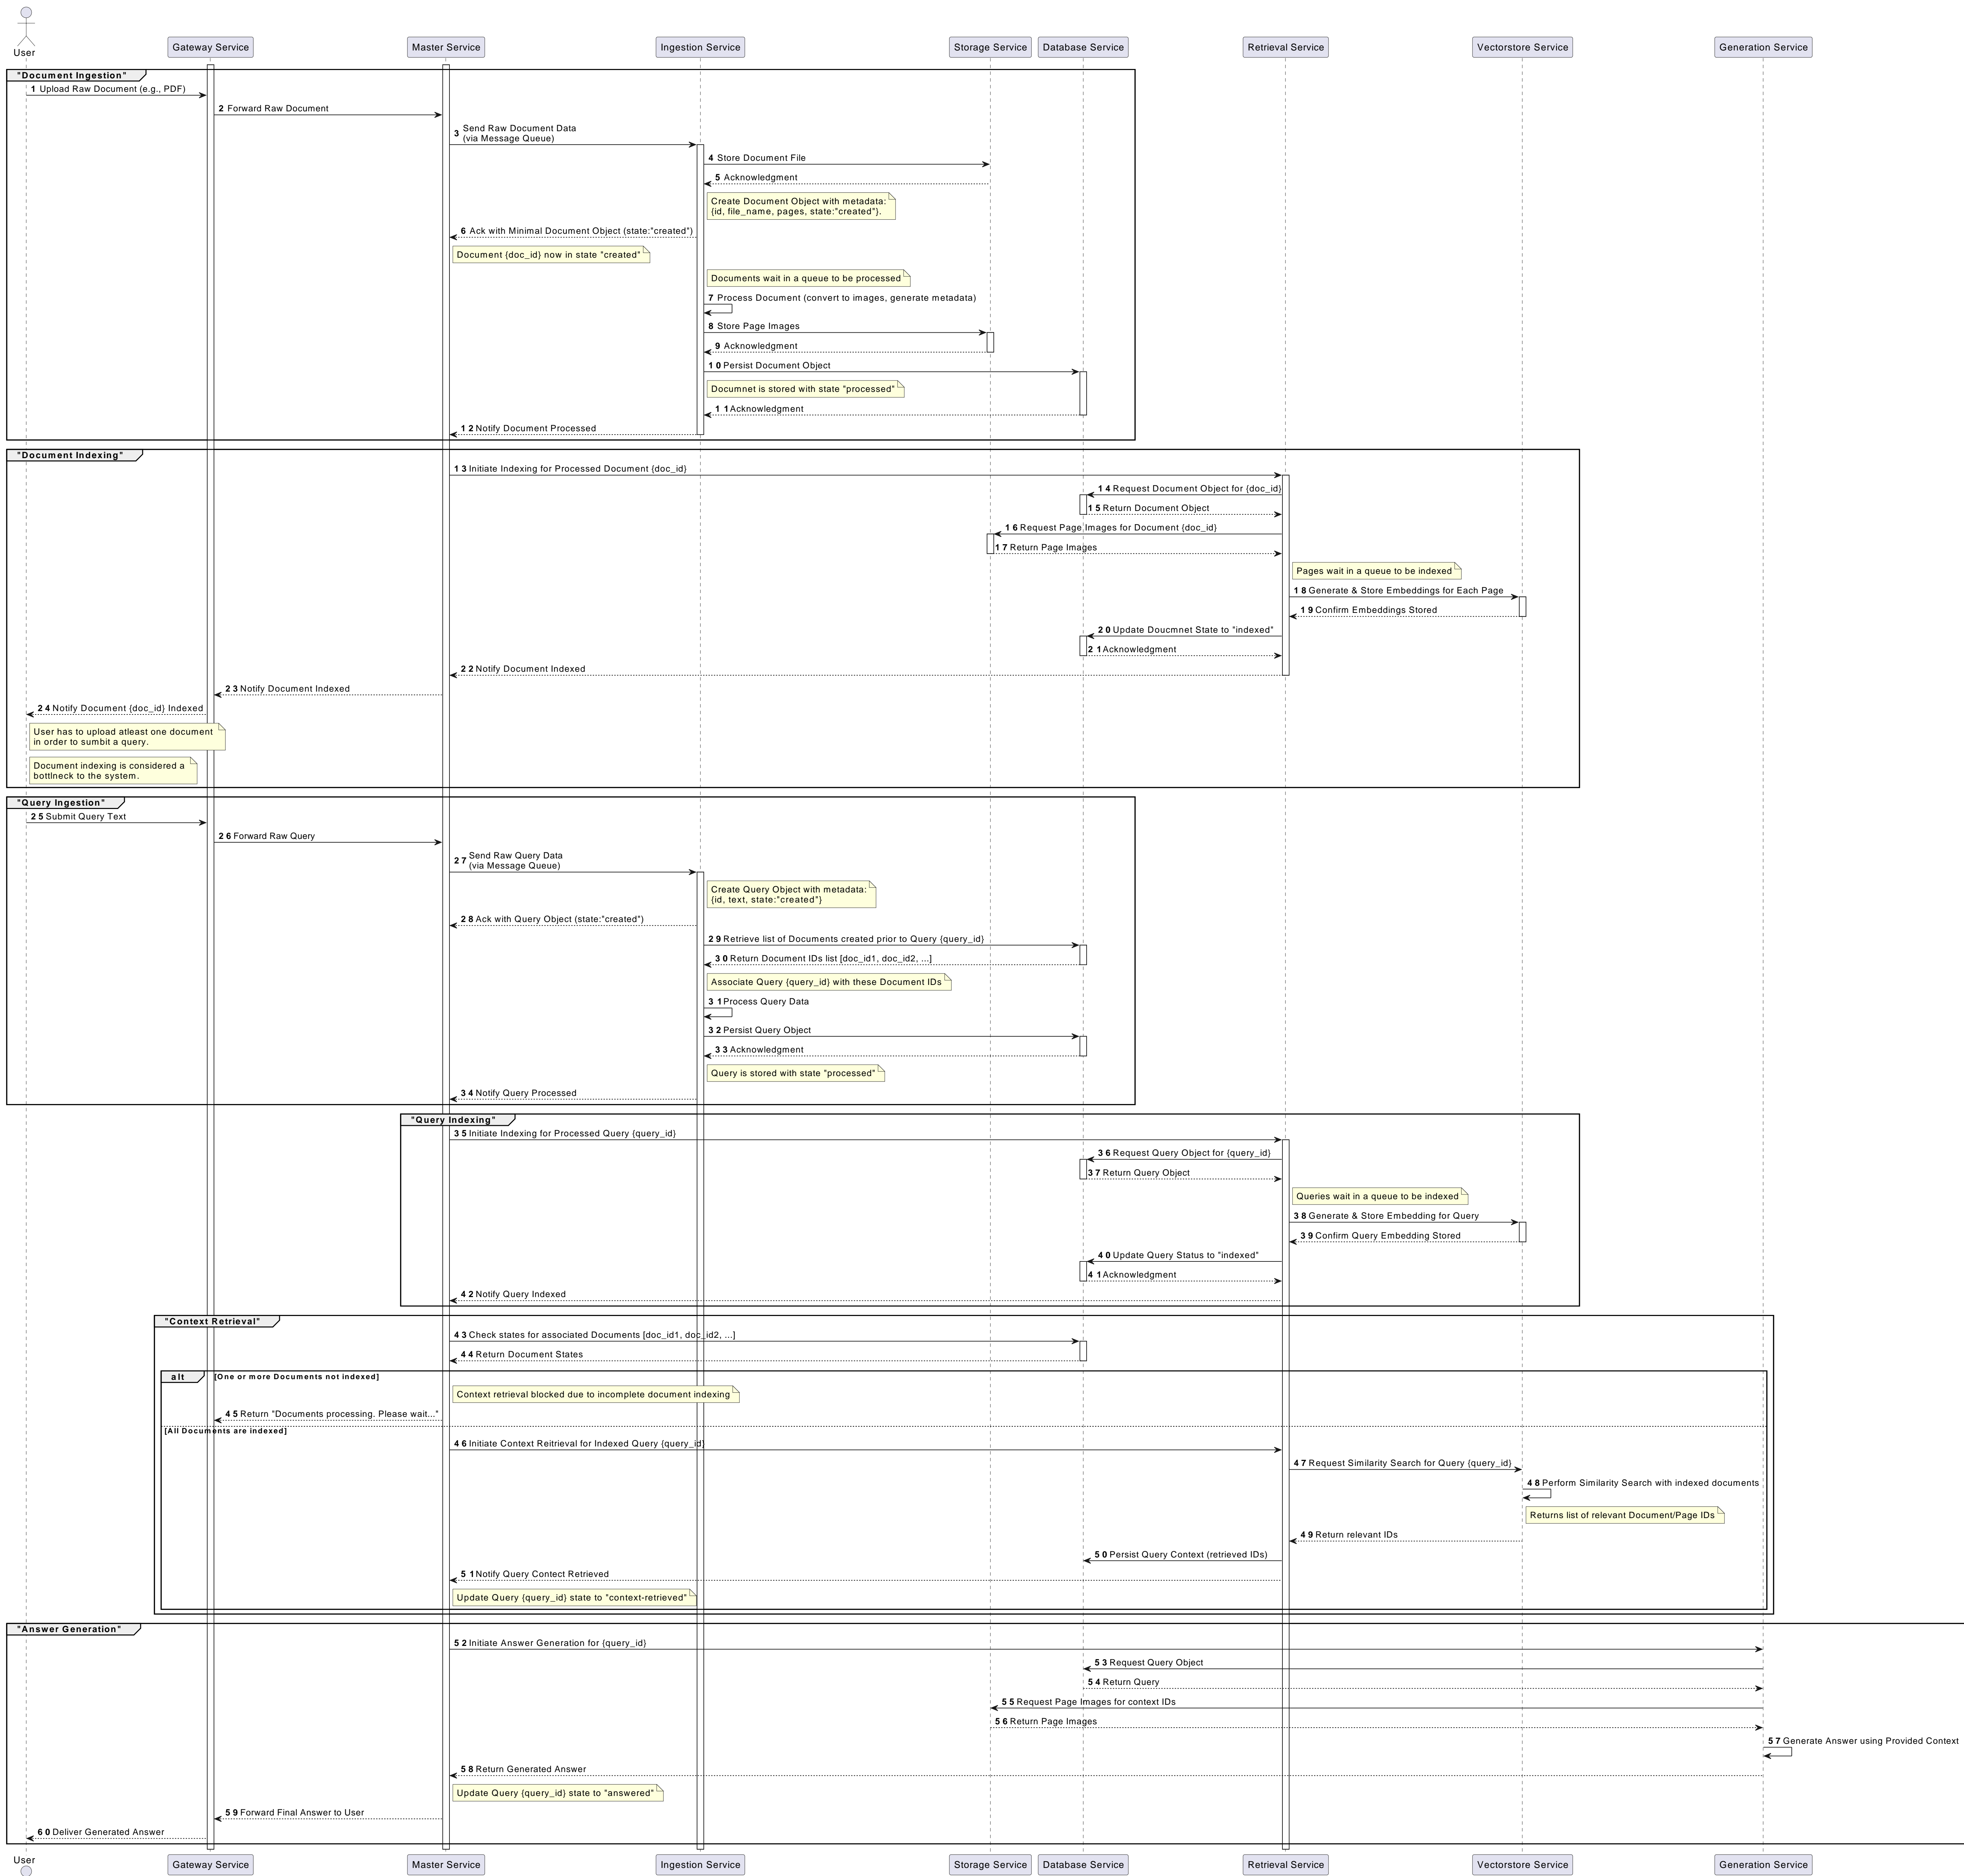 User
Gateway Service
Master Service
Ingestion Service
Storage Service
Database Service
Retrieval Service
Vectorstore Service
Generation Service
"Document Ingestion"
1 Upload Raw Document (e.g., PDF)
2 Forward Raw Document
3 Send Raw Document Data
(via Message Queue)
4 Store Document File
5 Acknowledgment
Create Document Object with metadata:
{id, file_name, pages, state:"created"}.
6 Ack with Minimal Document Object (state:"created")
Document {doc_id} now in state "created"
Documents wait in a queue to be processed
7 Process Document (convert to images, generate metadata)
8 Store Page Images
9 Acknowledgment
10 Persist Document Object
Documnet is stored with state "processed"
11 Acknowledgment
12 Notify Document Processed
"Document Indexing"
13 Initiate Indexing for Processed Document {doc_id}
14 Request Document Object for {doc_id}
15 Return Document Object
16 Request Page Images for Document {doc_id}
17 Return Page Images
Pages wait in a queue to be indexed
18 Generate & Store Embeddings for Each Page
19 Confirm Embeddings Stored
20 Update Doucmnet State to "indexed"
21 Acknowledgment
22 Notify Document Indexed
23 Notify Document Indexed
24 Notify Document {doc_id} Indexed
User has to upload atleast one document
in order to sumbit a query.
Document indexing is considered a
bottlneck to the system.
"Query Ingestion"
25 Submit Query Text
26 Forward Raw Query
27 Send Raw Query Data
(via Message Queue)
Create Query Object with metadata:
{id, text, state:"created"}
28 Ack with Query Object (state:"created")
29 Retrieve list of Documents created prior to Query {query_id}
30 Return Document IDs list [doc_id1, doc_id2, ...]
Associate Query {query_id} with these Document IDs
31 Process Query Data
32 Persist Query Object
33 Acknowledgment
Query is stored with state "processed"
34 Notify Query Processed
"Query Indexing"
35 Initiate Indexing for Processed Query {query_id}
36 Request Query Object for {query_id}
37 Return Query Object
Queries wait in a queue to be indexed
38 Generate & Store Embedding for Query
39 Confirm Query Embedding Stored
40 Update Query Status to "indexed"
41 Acknowledgment
42 Notify Query Indexed
"Context Retrieval"
43 Check states for associated Documents [doc_id1, doc_id2, ...]
44 Return Document States
alt [One or more Documents not indexed]
Context retrieval blocked due to incomplete document indexing
45 Return "Documents processing. Please wait..."
[All Documents are indexed]
46 Initiate Context Reitrieval for Indexed Query {query_id}
47 Request Similarity Search for Query {query_id}
48 Perform Similarity Search with indexed documents
Returns list of relevant Document/Page IDs
49 Return relevant IDs
50 Persist Query Context (retrieved IDs)
51 Notify Query Contect Retrieved
Update Query {query_id} state to "context-retrieved"
"Answer Generation"
52 Initiate Answer Generation for {query_id}
53 Request Query Object
54 Return Query
55 Request Page Images for context IDs
56 Return Page Images
57 Generate Answer using Provided Context
58 Return Generated Answer
Update Query {query_id} state to "answered"
59 Forward Final Answer to User
60 Deliver Generated Answer
User
Gateway Service
Master Service
Ingestion Service
Storage Service
Database Service
Retrieval Service
Vectorstore Service
Generation Service